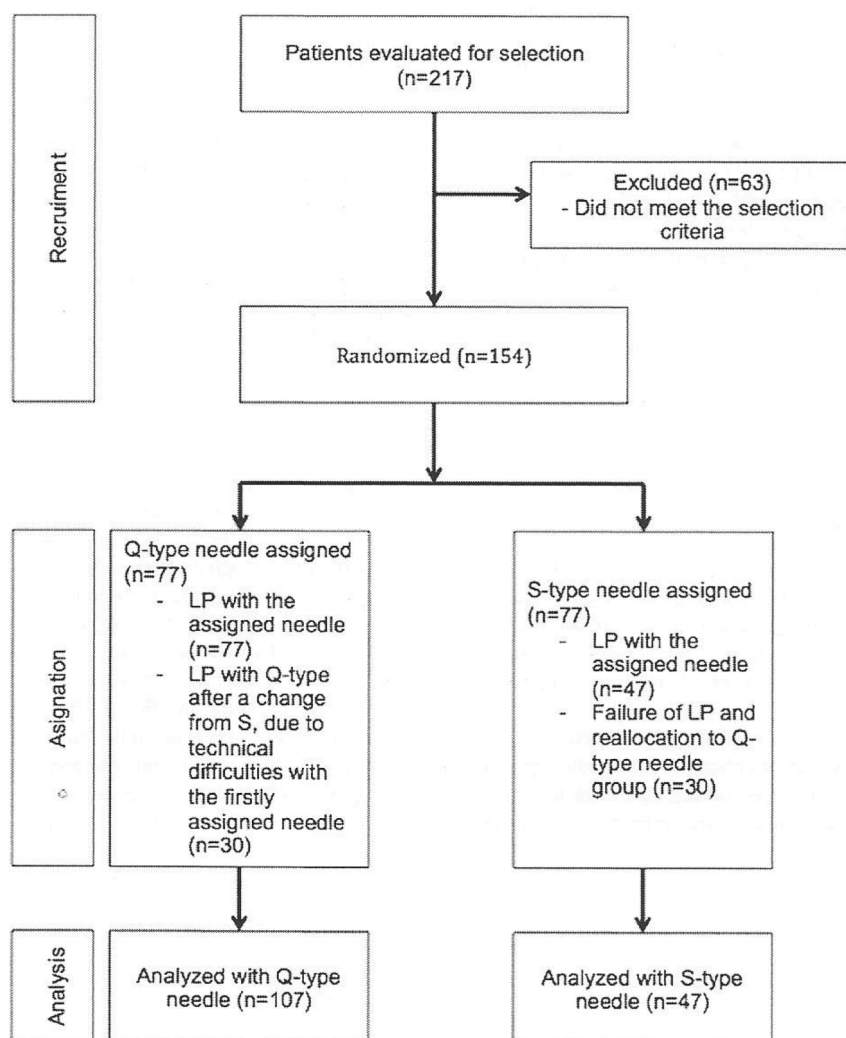 Recruiment
Patients evaluated for selection
(n=217)
Excluded (n=63)
- Did not meet the selection
criteria
Randomized (n=154)
Asignation
Q-type needle assigned
(n=77)
- LP with the
assigned needle
(n=77)
- LP with Q-type
after a change
from S, due to
technical
difficulties with
the firstly
assigned needle
(n=30)
S-type needle assigned
(n=77)
- LP with the
assigned needle
(n=47)
- Failure of LP and
reallocation to Q-
type needle
group (n=30)
Analysis
Analyzed with Q-type
needle (n=107)
Analyzed with S-type
needle (n=47)